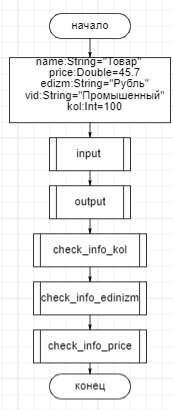 начало
name:String="Товар"
price:Double=45.7
edizm:String="Рубль"
vid:String="Промышенный"
kol:Int=100
input
output
check_info_kol
check_info_edinizm
check_info_price
конец